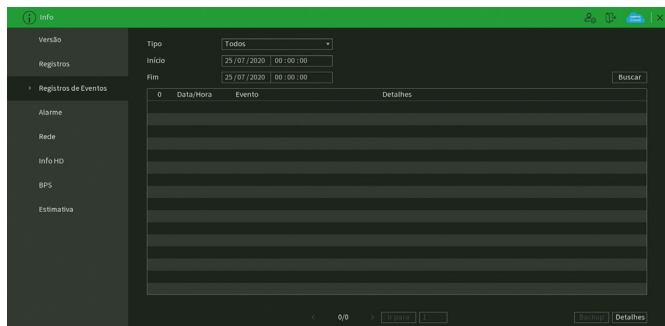 Info
Versão
Registros
Registros de Eventos
Alarme
Rede
Info HD
BPS
Estimativa
Tipo Todos
Início 25/07/2020 00:00:00
Fim 25/07/2020 00:00:00
Buscar
0 Data/Hora Evento Detalhes
0/0 Ir para 1
Backup Detalhes